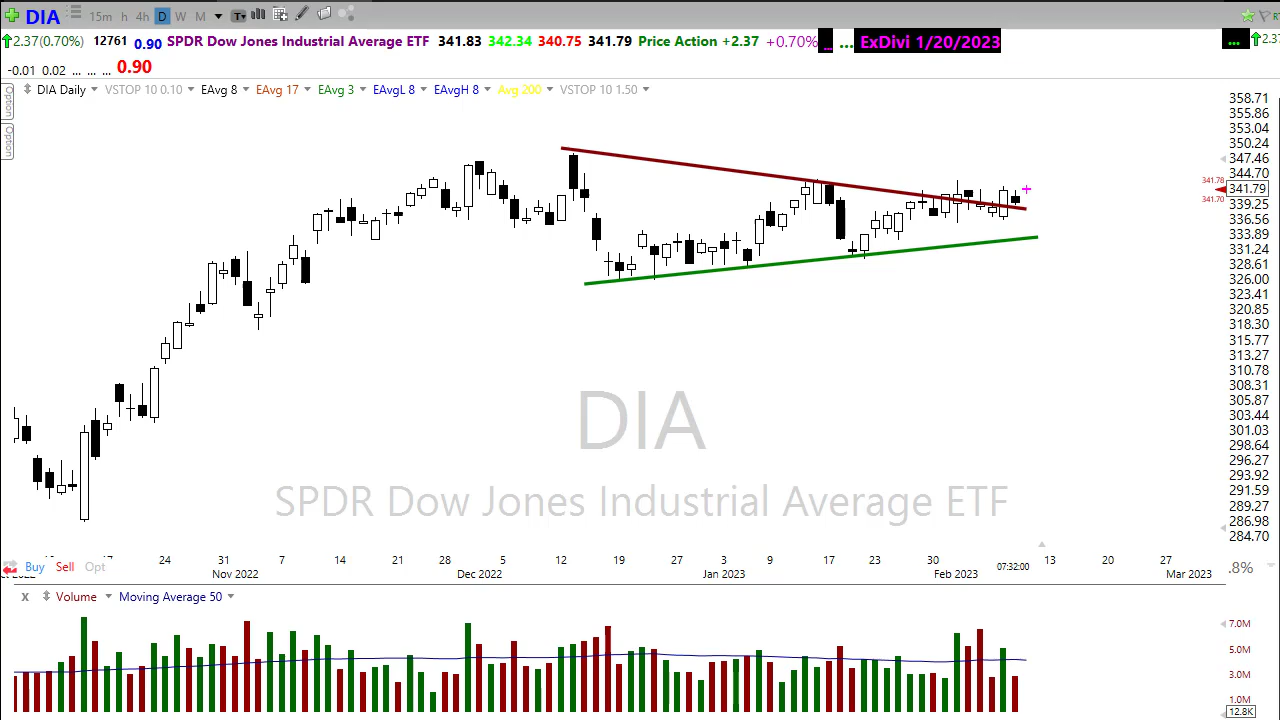 DIA 15m h 4h D W M T
2.37(0.70%) 12761 0.90 SPDR Dow Jones Industrial Average ETF 341.83 342.34 340.75 341.79 Price Action +2.37 +0.70% ... ... ExDivi 1/20/2023 ...
-0.01 0.02 ... ... ... 0.90
Option
Option
DIA Daily VSTOP 10 0.10 EAvg 8 EAvg 17 EAvg 3 EAvgL 8 EAvgH 8 Avg 200 VSTOP 10 1.50
358.71
355.86
353.04
350.24
347.46
344.70
341.78
341.79
341.70
339.25
336.56
333.89
331.24
328.61
326.00
323.41
320.85
318.30
315.77
313.27
310.78
308.31
305.87
303.44
301.03
298.64
296.27
293.92
291.59
289.27
286.98
284.70
DIA
SPDR Dow Jones Industrial Average ETF
24 31 7 14 21 28 5 12 19 27 3 9 17 23 30 07:32:00 13 20 27
Buy Sell Opt .8%
Nov 2022 Dec 2022 Jan 2023 Feb 2023 Mar 2023
x Volume Moving Average 50
7.0M
5.0M
3.0M
1.0M
12.8K